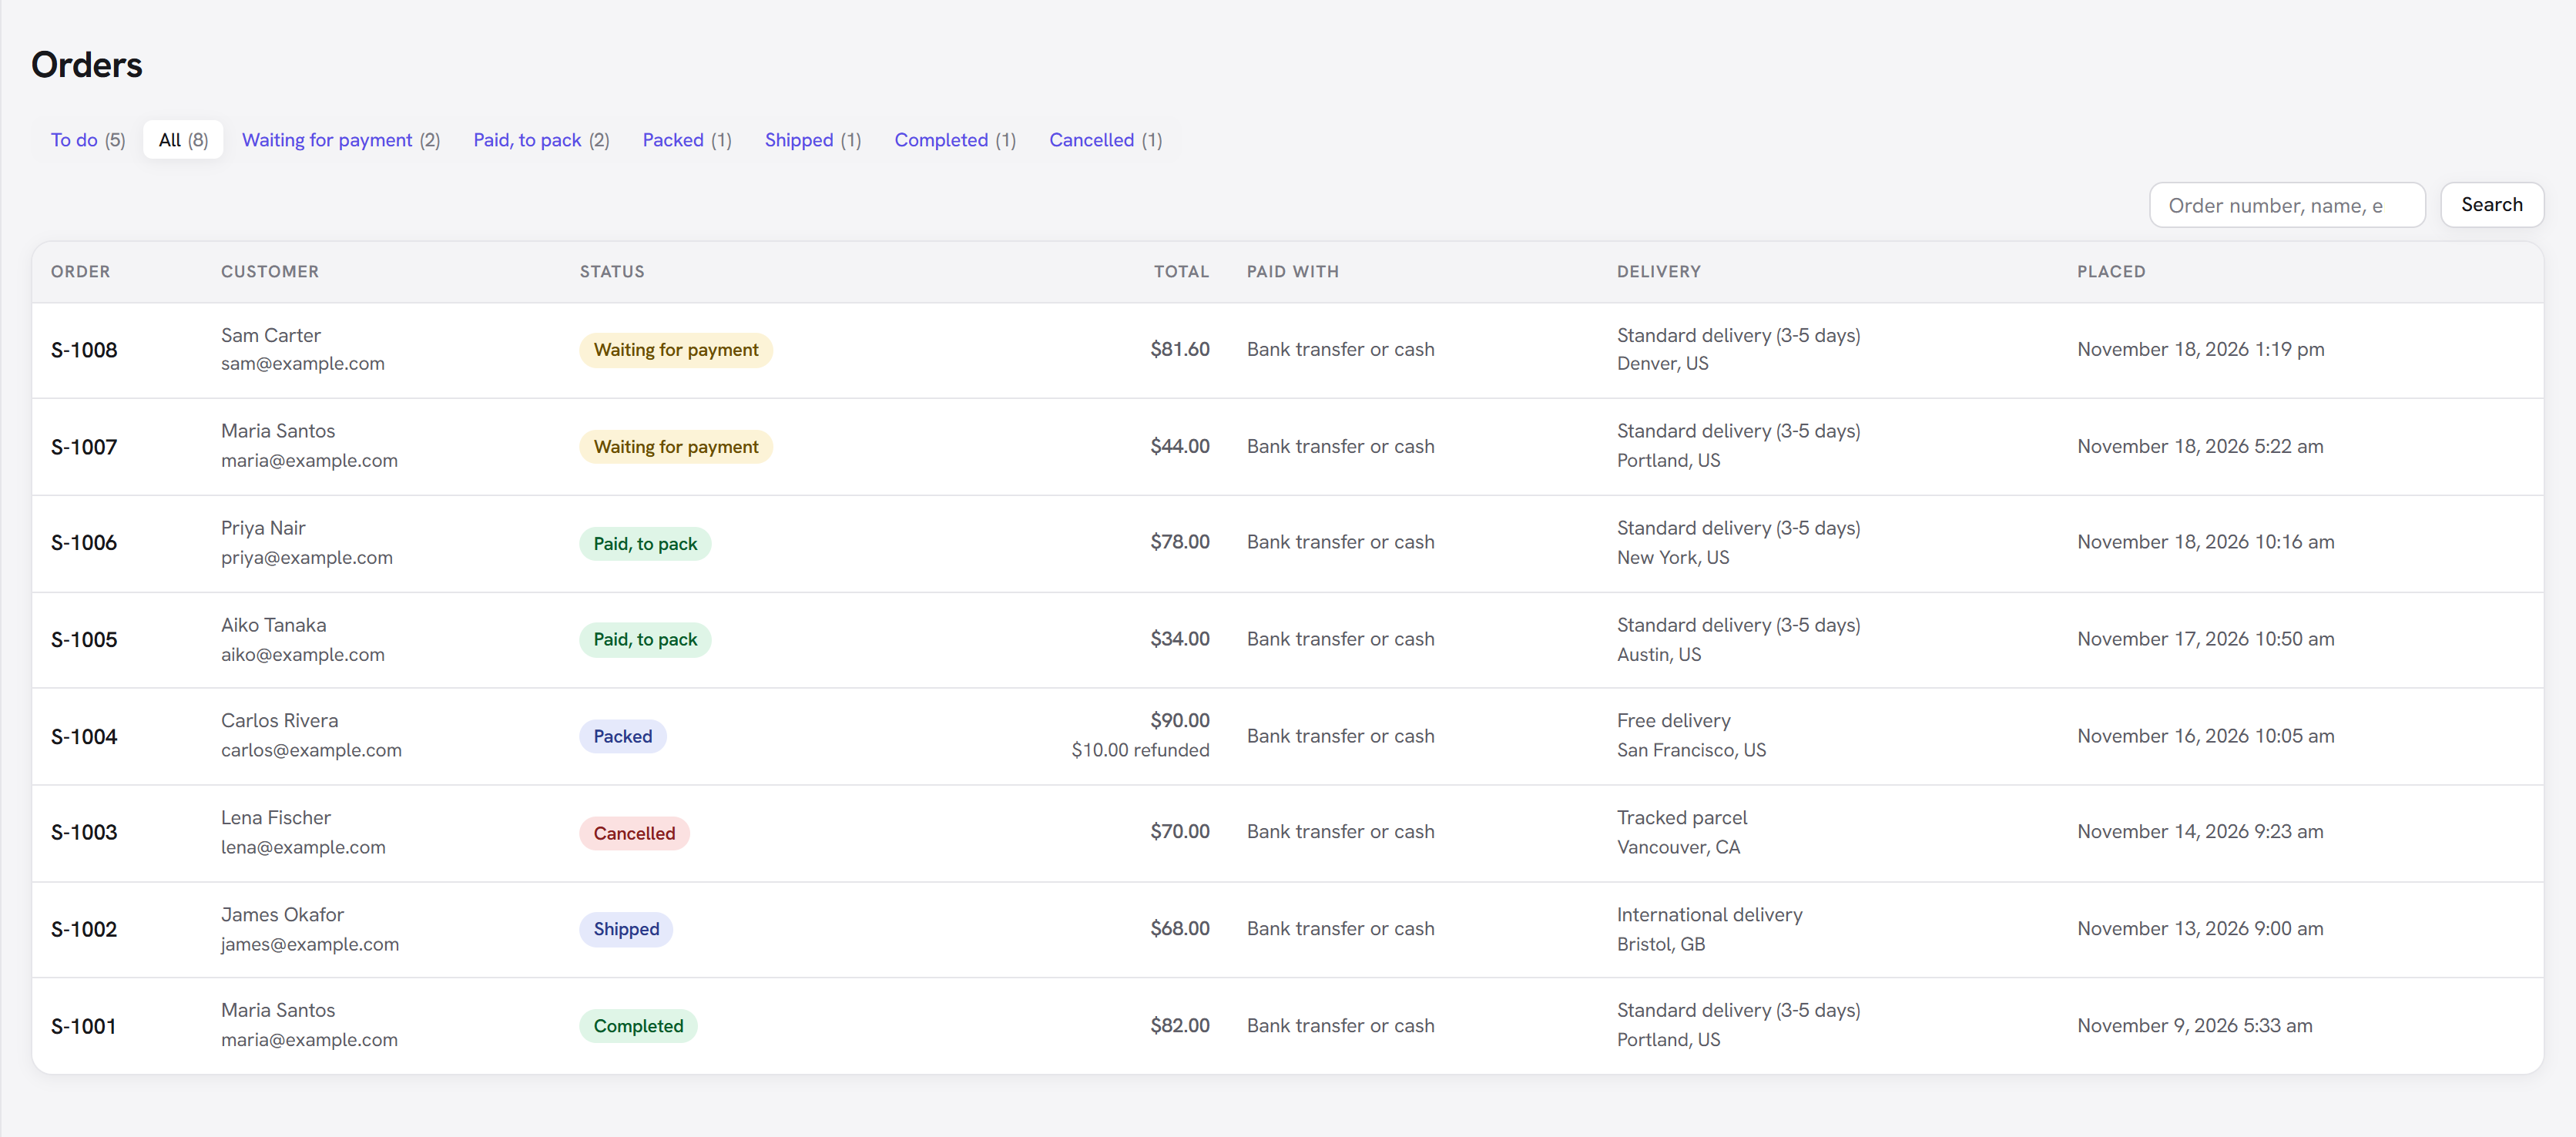 Orders
To do (5) All (8) Waiting for payment (2) Paid, to pack (2) Packed (1) Shipped (1) Completed (1) Cancelled (1)
Order number, name, e Search
ORDER CUSTOMER STATUS TOTAL PAID WITH DELIVERY PLACED
S-1008 Sam Carter Waiting for payment $81.60 Bank transfer or cash Standard delivery (3-5 days) November 18, 2026 1:19 pm
sam@example.com Denver, US
S-1007 Maria Santos Waiting for payment $44.00 Bank transfer or cash Standard delivery (3-5 days) November 18, 2026 5:22 am
maria@example.com Portland, US
S-1006 Priya Nair Paid, to pack $78.00 Bank transfer or cash Standard delivery (3-5 days) November 18, 2026 10:16 am
priya@example.com New York, US
S-1005 Aiko Tanaka Paid, to pack $34.00 Bank transfer or cash Standard delivery (3-5 days) November 17, 2026 10:50 am
aiko@example.com Austin, US
S-1004 Carlos Rivera Packed $90.00 Bank transfer or cash Free delivery November 16, 2026 10:05 am
carlos@example.com $10.00 refunded San Francisco, US
S-1003 Lena Fischer Cancelled $70.00 Bank transfer or cash Tracked parcel November 14, 2026 9:23 am
lena@example.com Vancouver, CA
S-1002 James Okafor Shipped $68.00 Bank transfer or cash International delivery November 13, 2026 9:00 am
james@example.com Bristol, GB
S-1001 Maria Santos Completed $82.00 Bank transfer or cash Standard delivery (3-5 days) November 9, 2026 5:33 am
maria@example.com Portland, US